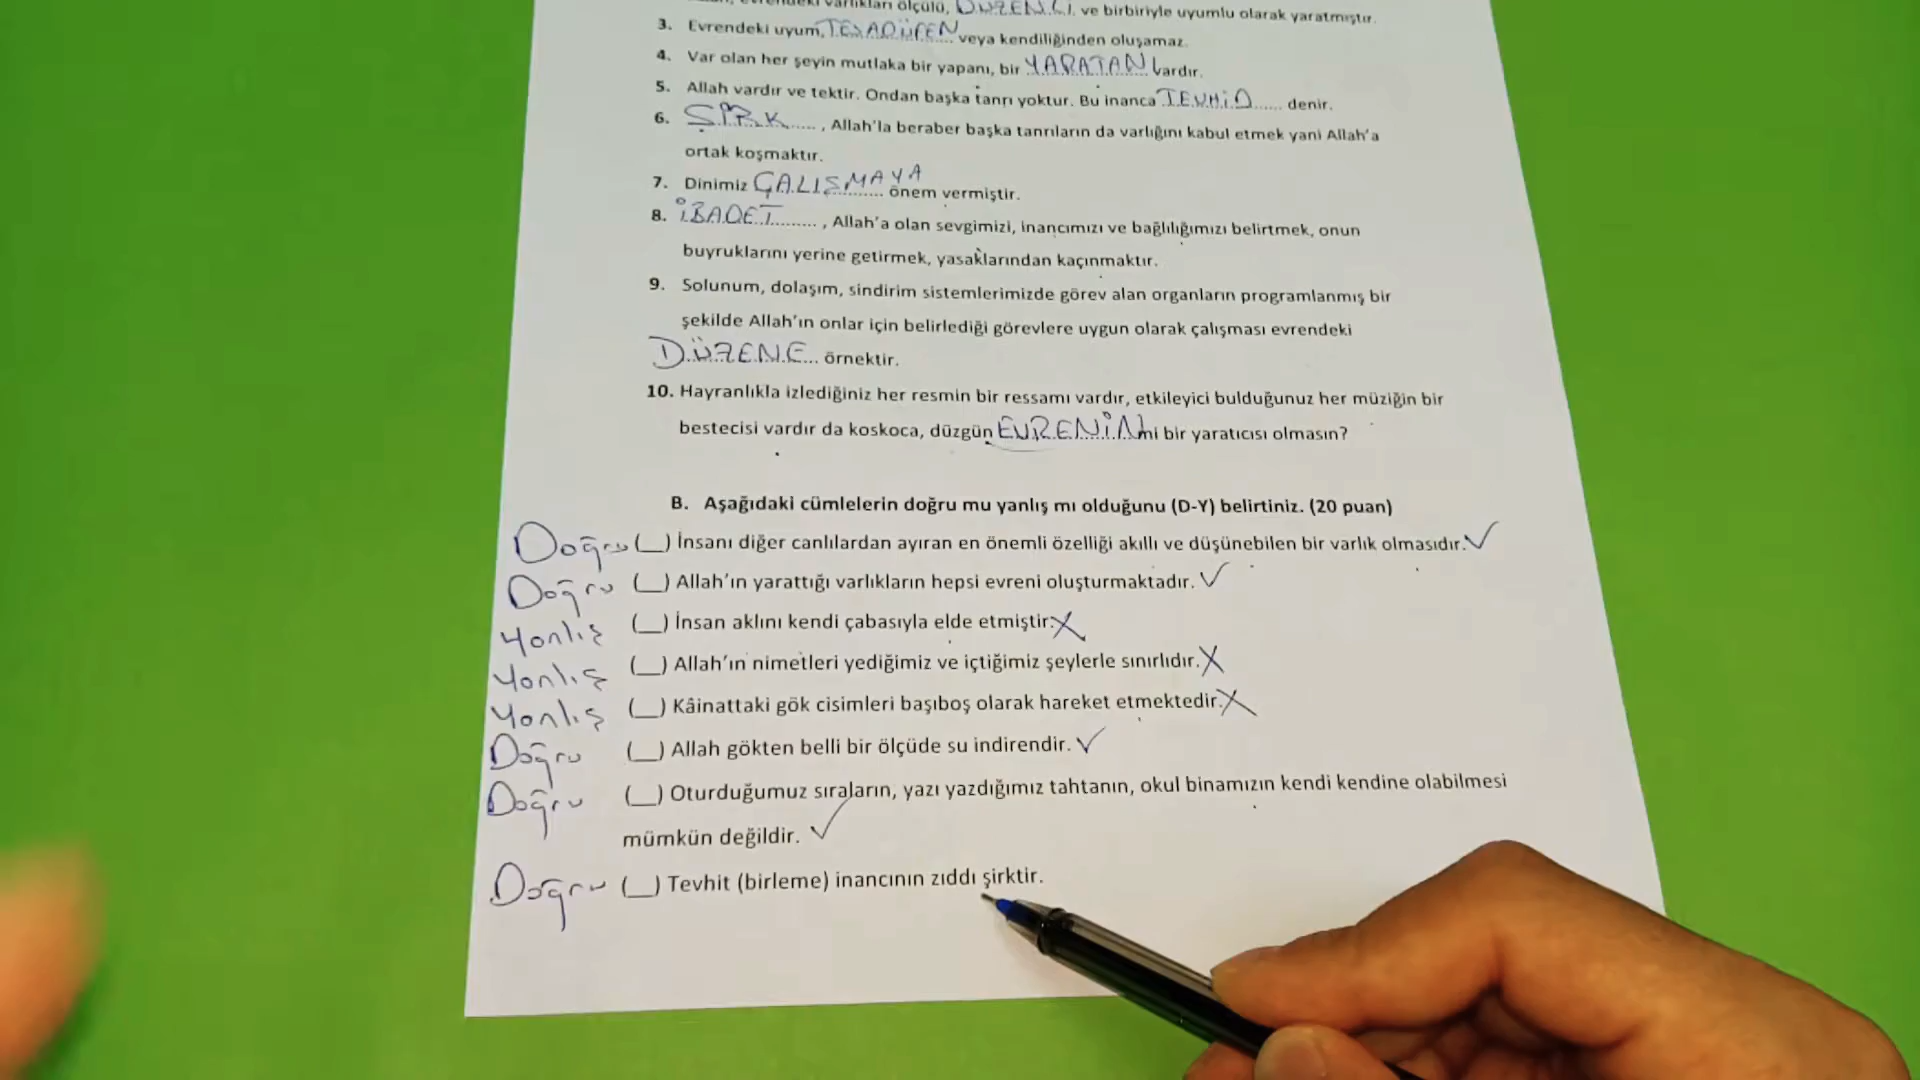 evrendeki varlıkları ölçülü, DÜZENLİ ve birbiriyle uyumlu olarak yaratmıştır.
3. Evrendeki uyum, TESADÜFEN veya kendiliğinden oluşamaz.
4. Var olan her şeyin mutlaka bir yapanı, bir YARATAN vardır.
5. Allah vardır ve tektir. Ondan başka tanrı yoktur. Bu inanca TEVHİD...... denir.
6. ŞİRK......, Allah'la beraber başka tanrıların da varlığını kabul etmek yani Allah'a
ortak koşmaktır.
7. Dinimiz ÇALIŞMAYA önem vermiştir.
8. İBADET........., Allah'a olan sevgimizi, inancımızı ve bağlılığımızı belirtmek, onun
buyruklarını yerine getirmek, yasaklarından kaçınmaktır.
9. Solunum, dolaşım, sindirim sistemlerimizde görev alan organların programlanmış bir
şekilde Allah'ın onlar için belirlediği görevlere uygun olarak çalışması evrendeki
DÜZENE... örnektir.
10. Hayranlıkla izlediğiniz her resmin bir ressamı vardır, etkileyici bulduğunuz her müziğin bir
bestecisi vardır da koskoca, düzgün EVRENİN mi bir yaratıcısı olmasın?
B. Aşağıdaki cümlelerin doğru mu yanlış mı olduğunu (D-Y) belirtiniz. (20 puan)
Doğru (__) İnsanı diğer canlılardan ayıran en önemli özelliği akıllı ve düşünebilen bir varlık olmasıdır. ✓
Doğru (__) Allah'ın yarattığı varlıkların hepsi evreni oluşturmaktadır. ✓
Yanlış (__) İnsan aklını kendi çabasıyla elde etmiştir. X
Yanlış (__) Allah'ın nimetleri yediğimiz ve içtiğimiz şeylerle sınırlıdır. X
Yanlış (__) Kâinattaki gök cisimleri başıboş olarak hareket etmektedir. X
Doğru (__) Allah gökten belli bir ölçüde su indirendir. ✓
Doğru (__) Oturduğumuz sıraların, yazı yazdığımız tahtanın, okul binamızın kendi kendine olabilmesi
mümkün değildir. ✓
Doğru (__) Tevhit (birleme) inancının zıddı şirktir.